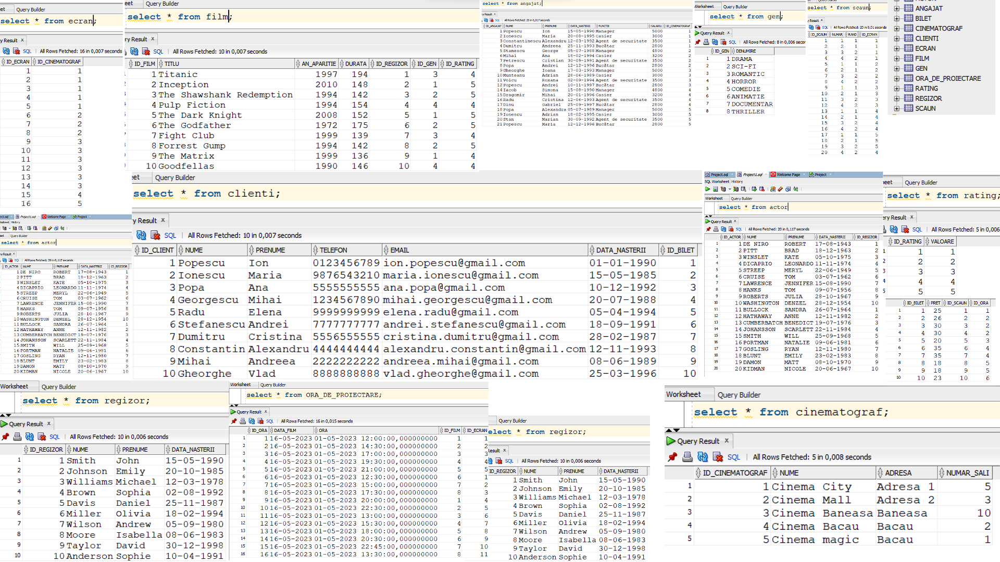 et
Query Builder
select * from ecran;
ry Result x
SQL | All Rows Fetched: 16 in 0,007 seconds
ID_ECRAN ID_CINEMATOGRAF
1 1
2 1
3 1
4 1
5 1
6 2
7 2
8 2
9 3
10 3
11 3
12 3
13 3
14 3
15 4
16 5
et
Query Builder
select * from film;
ry Result x
SQL | All Rows Fetched: 10 in 0,007 seconds
ID_FILM TITLU AN_APARITIE DURATA ID_REGIZOR ID_GEN ID_RATING
1 Titanic 1997 194 1 3 4
2 Inception 2010 148 2 1 5
3 The Shawshank Redemption 1994 142 3 2 5
4 Pulp Fiction 1994 154 4 4 4
5 The Dark Knight 2008 152 5 1 5
6 The Godfather 1972 175 6 2 5
7 Fight Club 1999 139 7 3 4
8 Forrest Gump 1994 142 8 2 5
9 The Matrix 1999 136 9 1 4
10 Goodfellas 1990 146 10 4 4
select * from angajat;
Result x
SQL | All Rows Fetched: 20 in 0,017 seconds
ID_ANGAJAT NUME PRENUME DATA_NASTERII FUNCTIE SALARIU ID_CINEMATOGRAF
1 Popescu Ion 15-05-1990 Manager 5000 1
2 Ionescu Maria 20-08-1995 Casier 3000 1
3 Constantinescu Alexandru 12-03-1992 Agent de securitate 3500 1
4 Dumitru Andreea 25-11-1993 Bucătar 2800 1
5 Stanescu George 05-07-1988 Manager 4800 2
6 Mihai Ana 18-02-1994 Casier 3200 2
7 Petrescu Cristian 30-09-1991 Agent de securitate 3500 2
8 Popa Andrei 12-12-1996 Bucătar 2800 2
9 Gheorghe Ioana 17-03-1993 Manager 5000 3
10 Munteanu Adrian 28-06-1989 Casier 3000 3
11 Voicu Roxana 02-09-1994 Agent de securitate 3500 3
12 Popescu Andrei 10-11-1997 Bucătar 2800 3
14 Iacob Simona 15-08-1990 Manager 4800 4
15 Dragomir Mihai 20-01-1996 Casier 3200 4
16 Radu Cristina 12-06-1993 Agent de securitate 3500 4
17 Dinu Gabriel 25-09-1997 Bucătar 2800 4
18 Popa Alexandra 05-07-1989 Manager 5000 5
19 Ionescu Adrian 18-02-1995 Casier 3000 5
20 Stan Marian 30-09-1992 Agent de securitate 3500 5
21 Popescu Maria 12-12-1996 Bucătar 2800 5
Worksheet Query Builder
select * from gen;
Query Result x
SQL | All Rows Fetched: 8 in 0,006 seconds
ID_GEN DENUMIRE
1 1 DRAMA
2 2 SCI-FI
3 3 ROMANTIC
4 4 HORROR
5 5 COMEDIE
6 6 ANIMATIE
7 7 DOCUMENTAR
8 8 THRILLER
select * from scaun;
Result x
SQL | All Rows Fetched: 20 in 0,01 seconds
ID_SCAUN NUMAR RAND ID_ECRAN
1 1 1 1
2 2 1 1
3 3 2 1
4 4 2 1
5 1 1 2
6 2 1 2
7 3 2 2
8 4 2 2
9 1 1 3
10 2 1 3
11 3 2 3
12 4 2 3
13 1 1 4
14 2 1 4
15 3 2 4
16 4 2 4
17 1 1 5
18 2 1 5
19 3 2 5
20 4 2 4
ANGAJAT
BILET
CINEMATOGRAF
CLIENTI
ECRAN
FILM
GEN
ORA_DE_PROIECTARE
RATING
REGIZOR
SCAUN
et
Query Builder
select * from clienti;
ry Result x
SQL | All Rows Fetched: 10 in 0,007 seconds
ID_CLIENT NUME PRENUME TELEFON EMAIL DATA_NASTERII ID_BILET
1 Popescu Ion 0123456789 ion.popescu@gmail.com 01-01-1990 1
2 Ionescu Maria 9876543210 maria.ionescu@gmail.com 15-05-1985 2
3 Popa Ana 5555555555 ana.popa@gmail.com 10-12-1992 3
4 Georgescu Mihai 1234567890 mihai.georgescu@gmail.com 20-07-1988 4
5 Radu Elena 9999999999 elena.radu@gmail.com 05-04-1994 5
6 Stefanescu Andrei 7777777777 andrei.stefanescu@gmail.com 18-09-1991 6
7 Dumitru Cristina 5556555555 cristina.dumitru@gmail.com 28-02-1987 7
8 Constantin Alexandru 4444444444 alexandru.constantin@gmail.com 12-11-1993 8
9 Mihai Andreea 2222222222 andreea.mihai@gmail.com 08-06-1989 9
10 Gheorghe Vlad 8888888888 vlad.gheorghe@gmail.com 25-03-1996 10
ect.sql Project1.sql Welcome Page Project
ksheet History
et Query Builder
select * from actor
ry Result x
SQL | All Rows Fetched: 20 in 0,117 seconds
ID_ACTOR NUME PRENUME DATA_NASTERII ID_REGIZOR
1 DE NIRO ROBERT 17-08-1943 1
2 PITT BRAD 18-12-1963 2
3 WINSLET KATE 05-10-1975 3
4 DICAPRIO LEONARDO 11-11-1974 4
5 STREEP MERYL 22-06-1949 5
6 CRUISE TOM 03-07-1962 6
7 LAWRENCE JENNIFER 15-08-1990 7
8 HANKS TOM 09-07-1956 8
9 ROBERTS JULIA 28-10-1967 9
10 WASHINGTON DENZEL 28-12-1954 10
11 BULLOCK SANDRA 26-07-1964 1
12 HATHAWAY ANNE 12-11-1982 2
13 CUMBERBATCH BENEDICT 19-07-1976 3
14 JOHANSSON SCARLETT 22-11-1984 4
15 SMITH WILL 25-09-1968 5
16 PORTMAN NATALIE 09-06-1981 6
17 GOSLING RYAN 12-11-1980 7
18 BLUNT EMILY 23-02-1983 8
19 DAMON MATT 08-10-1970 9
20 KIDMAN NICOLE 20-06-1967 10
Project.sql Project1.sql Welcome Page Project
SQL Worksheet History
Worksheet Query Builder
select * from actor
Query Result x
SQL | All Rows Fetched: 20 in 0,117 seconds
ID_ACTOR NUME PRENUME DATA_NASTERII ID_REGIZOR
1 1 DE NIRO ROBERT 17-08-1943 1
2 2 PITT BRAD 18-12-1963 2
3 3 WINSLET KATE 05-10-1975 3
4 4 DICAPRIO LEONARDO 11-11-1974 4
5 5 STREEP MERYL 22-06-1949 5
6 6 CRUISE TOM 03-07-1962 6
7 7 LAWRENCE JENNIFER 15-08-1990 7
8 8 HANKS TOM 09-07-1956 8
9 9 ROBERTS JULIA 28-10-1967 9
10 10 WASHINGTON DENZEL 28-12-1954 10
11 11 BULLOCK SANDRA 26-07-1964 1
12 12 HATHAWAY ANNE 12-11-1982 2
13 13 CUMBERBATCH BENEDICT 19-07-1976 3
14 14 JOHANSSON SCARLETT 22-11-1984 4
15 15 SMITH WILL 25-09-1968 5
16 16 PORTMAN NATALIE 09-06-1981 6
17 17 GOSLING RYAN 12-11-1980 7
18 18 BLUNT EMILY 23-02-1983 8
19 19 DAMON MATT 08-10-1970 9
20 20 KIDMAN NICOLE 20-06-1967 10
eet
Query Builder
select * from rating;
ry Result x
SQL | All Rows Fetched: 5 in 0,006
ID_RATING VALOARE
1 1 1
2 2 2
3 3 3
4 4 4
5 5 5
ID_BILET PRET ID_SCAUN ID_ORA
1 1 25 1 1
2 2 26 2 2
3 3 30 3 2
4 4 30 4 2
5 5 20 5 3
6 6 35 6 4
7 7 35 7 4
8 8 18 8 5
9 9 18 9 5
10 10 23 10 6
Worksheet Query Builder
select * from regizor;
Query Result x
SQL | All Rows Fetched: 10 in 0,006 seconds
ID_REGIZOR NUME PRENUME DATA_NASTERII
1 1 Smith John 15-05-1990
2 2 Johnson Emily 20-10-1985
3 3 Williams Michael 12-03-1978
4 4 Brown Sophia 02-08-1992
5 5 Davis Daniel 25-11-1987
6 6 Miller Olivia 18-02-1994
7 7 Wilson Andrew 05-09-1980
8 8 Moore Isabella 08-06-1983
9 9 Taylor David 30-12-1998
10 10 Anderson Sophie 10-04-1991
Worksheet Query Builder
select * from ORA_DE_PROIECTARE;
Query Result x
SQL | All Rows Fetched: 16 in 0,015 seconds
ID_ORA DATA_FILM ORA ID_FILM ID_ECRAN
1 1 16-05-2023 01-05-2023 12:00:00,000000000 1 1
2 2 16-05-2023 01-05-2023 14:30:00,000000000 2 2
3 3 16-05-2023 01-05-2023 17:00:00,000000000 3 3
4 4 16-05-2023 01-05-2023 19:30:00,000000000 4 4
5 5 16-05-2023 01-05-2023 21:00:00,000000000 5 5
6 6 16-05-2023 01-05-2023 12:30:00,000000000 6 1
7 7 16-05-2023 01-05-2023 15:00:00,000000000 7 2
8 8 16-05-2023 01-05-2023 17:30:00,000000000 8 3
9 9 16-05-2023 01-05-2023 20:00:00,000000000 1 4
10 10 16-05-2023 01-05-2023 22:30:00,000000000 2 5
11 11 16-05-2023 01-05-2023 13:00:00,000000000 3 6
12 12 16-05-2023 01-05-2023 15:30:00,000000000 4 7
13 13 16-05-2023 01-05-2023 18:00:00,000000000 5 8
14 14 16-05-2023 01-05-2023 20:30:00,000000000 6 9
15 15 16-05-2023 01-05-2023 22:45:00,000000000 7 10
16 16 16-05-2023 01-05-2023 13:30:00,000000000 8 11
Query Builder
elect * from regizor;
esult x
SQL | All Rows Fetched: 10 in 0,006 seconds
ID_REGIZOR NUME PRENUME DATA_NASTERII
1 Smith John 15-05-1990
2 Johnson Emily 20-10-1985
3 Williams Michael 12-03-1978
4 Brown Sophia 02-08-1992
5 Davis Daniel 25-11-1987
6 Miller Olivia 18-02-1994
7 Wilson Andrew 05-09-1980
8 Moore Isabella 08-06-1983
9 Taylor David 30-12-1998
10 Anderson Sophie 10-04-1991
Worksheet Query Builder
select * from cinematograf;
Query Result x
SQL | All Rows Fetched: 5 in 0,008 seconds
ID_CINEMATOGRAF NUME ADRESA NUMAR_SALI
1 1 Cinema City Adresa 1 5
2 2 Cinema Mall Adresa 2 3
3 3 Cinema Baneasa Baneasa 10
4 4 Cinema Bacau Bacau 2
5 5 Cinema magic Bacau 1